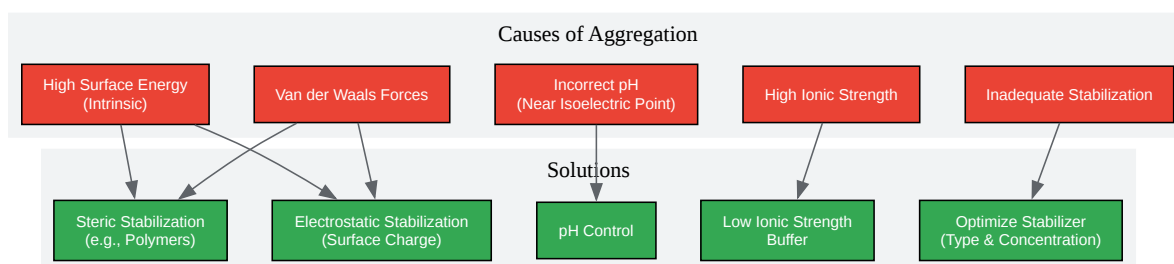 Causes of Aggregation
High Surface Energy
(Intrinsic)
Van der Waals Forces
Incorrect pH
(Near Isoelectric Point)
High Ionic Strength
Inadequate Stabilization
Solutions
Steric Stabilization
(e.g., Polymers)
Electrostatic Stabilization
(Surface Charge)
pH Control
Low Ionic Strength
Buffer
Optimize Stabilizer
(Type & Concentration)